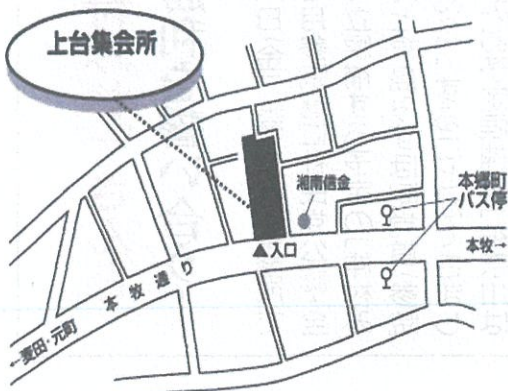 上台集会所
湘南信金
本郷町
バス停
▲入口
本牧→
本牧通り
←麦田・元町